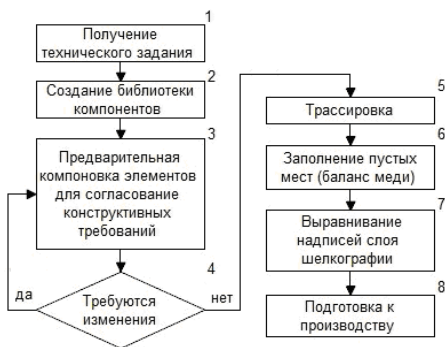 1
Получение
технического задания
2
Создание библиотеки
компонентов
3
Предварительная
компоновка элементов
для согласование
конструктивных
требований
4
Требуются
изменения
да
нет
5
Трассировка
6
Заполнение пустых
мест (баланс меди)
7
Выравнивание
надписей слоя
шелкографии
8
Подготовка к
производству